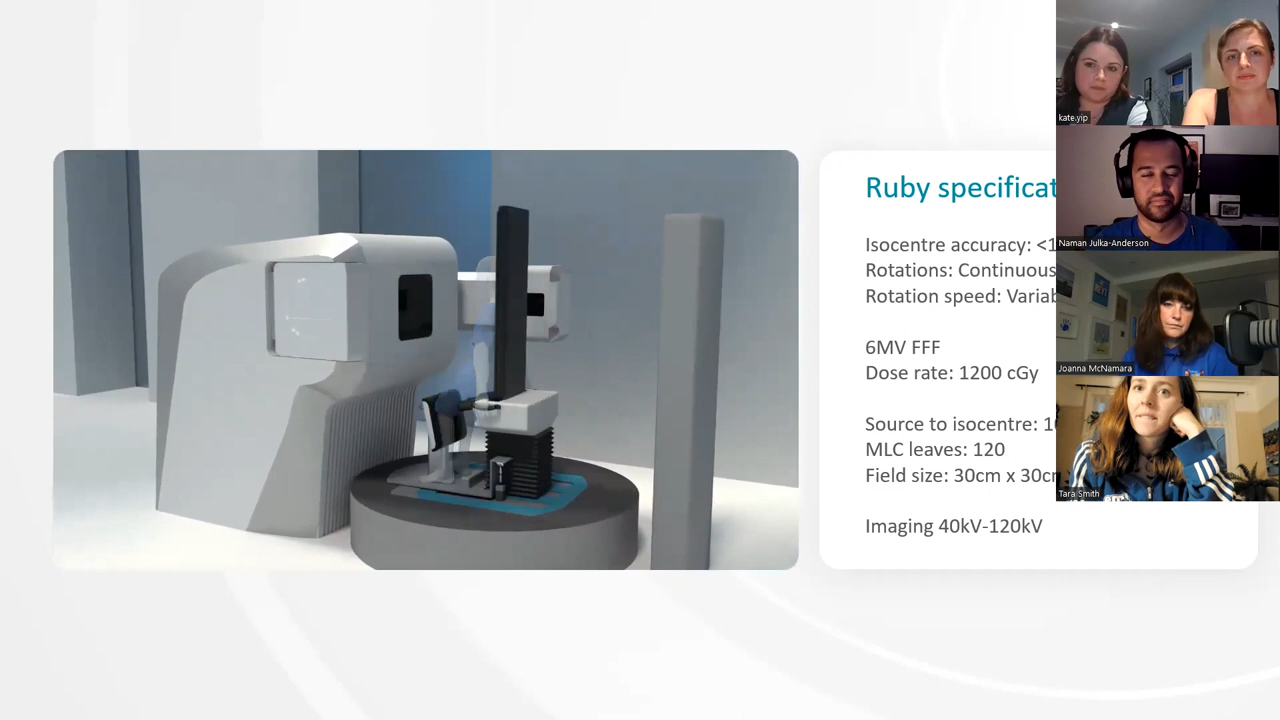 Ruby specificat
Isocentre accuracy: <1
Rotations: Continuous
Rotation speed: Variab
6MV FFF
Dose rate: 1200 cGy
Source to isocentre: 1
MLC leaves: 120
Field size: 30cm x 30c
Imaging 40kV-120kV
kate.yip
Naman Julka-Anderson
Joanna McNamara
Tara Smith